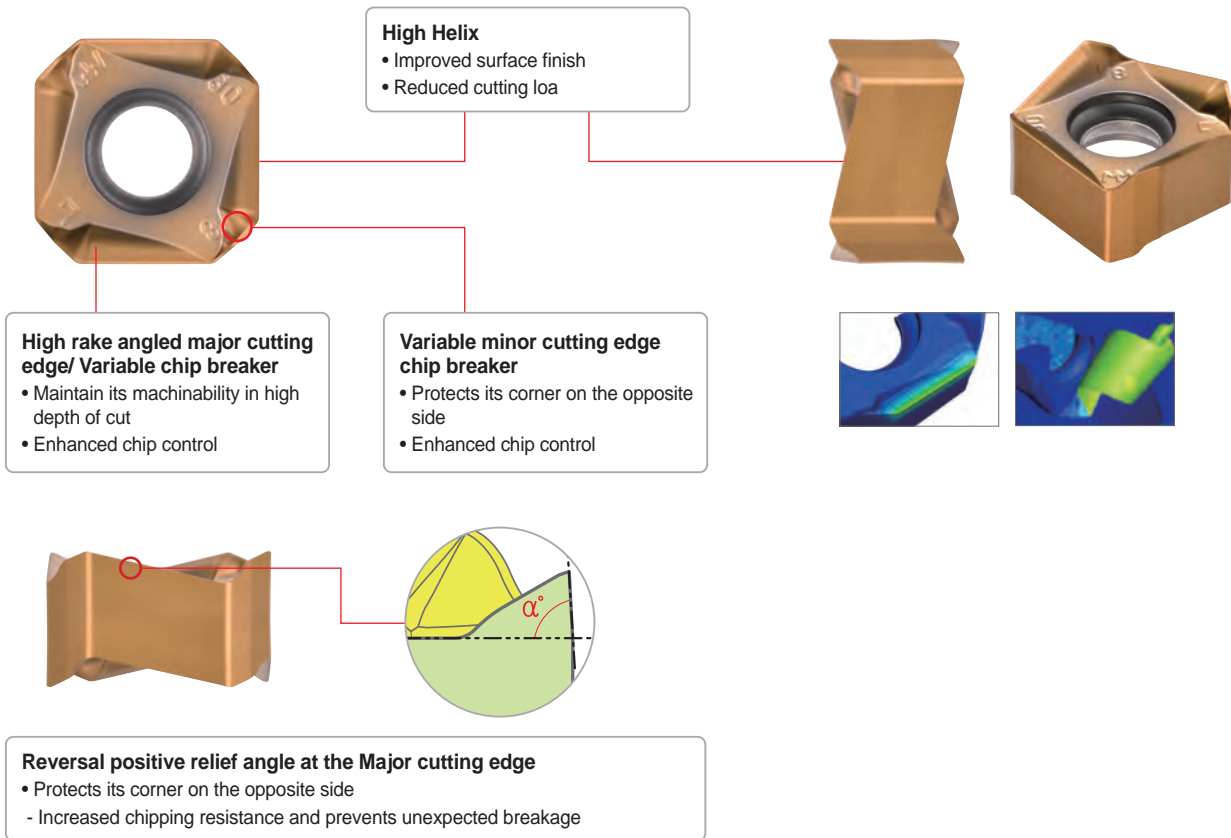 High Helix
• Improved surface finish
• Reduced cutting loa
High rake angled major cutting
edge/ Variable chip breaker
• Maintain its machinability in high
depth of cut
• Enhanced chip control
Variable minor cutting edge
chip breaker
• Protects its corner on the opposite
side
• Enhanced chip control
α°
Reversal positive relief angle at the Major cutting edge
• Protects its corner on the opposite side
- Increased chipping resistance and prevents unexpected breakage